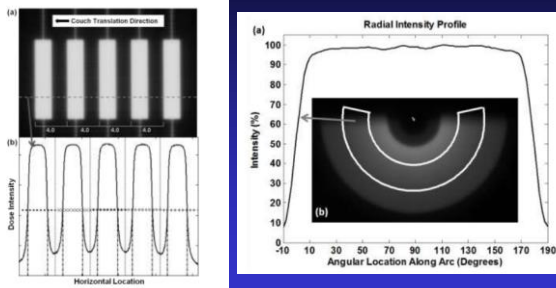 (a)
Couch Translation Direction
4.0 4.0 4.0 4.0
(b)
Dose Intensity
Horizontal Location
(a)
Radial Intensity Profile
100
90
80
70
60
50
40
30
20
10
0
Intensity (%)
(b)
-10 10 30 50 70 90 110 130 150 170 190
Angular Location Along Arc (Degrees)